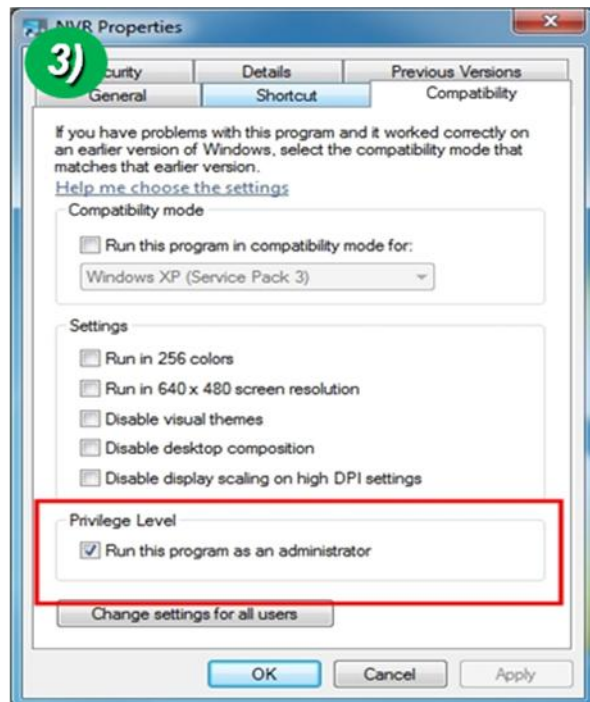 NVR Properties
3)
curity
Details
Previous Versions
General
Shortcut
Compatibility
If you have problems with this program and it worked correctly on
an earlier version of Windows, select the compatibility mode that
matches that earlier version.
Help me choose the settings
Compatibility mode
Run this program in compatibility mode for:
Windows XP (Service Pack 3)
Settings
Run in 256 colors
Run in 640 x 480 screen resolution
Disable visual themes
Disable desktop composition
Disable display scaling on high DPI settings
Privilege Level
Run this program as an administrator
Change settings for all users
OK
Cancel
Apply